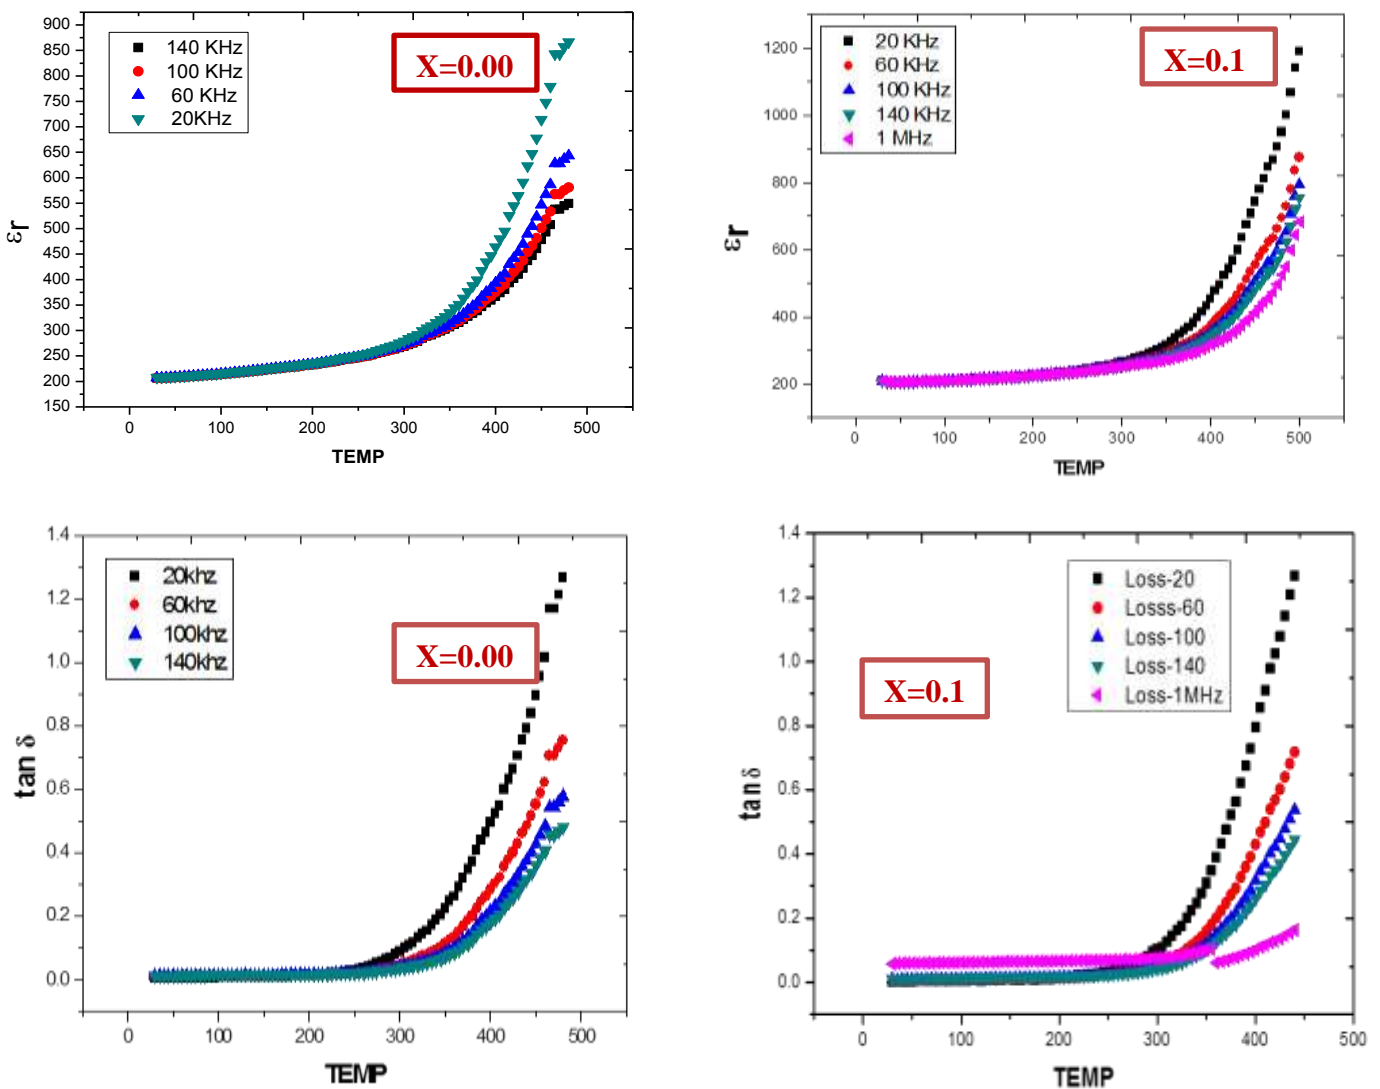 900
850
800
750
700
650
600
550
500
450
400
350
300
250
200
150
εr
140 KHz
100 KHz
60 KHz
20KHz
X=0.00
0
100
200
300
400
500
TEMP
1200
1000
800
600
400
200
εr
20 KHz
60 KHz
100 KHz
140 KHz
1 MHz
X=0.1
0
100
200
300
400
500
TEMP
1.4
1.2
1.0
0.8
0.6
0.4
0.2
0.0
tan δ
20khz
60khz
100khz
140khz
X=0.00
0
100
200
300
400
500
TEMP
1.4
1.2
1.0
0.8
0.6
0.4
0.2
0.0
tan δ
Loss-20
Losss-60
Loss-100
Loss-140
Loss-1MHz
X=0.1
0
100
200
300
400
500
TEMP